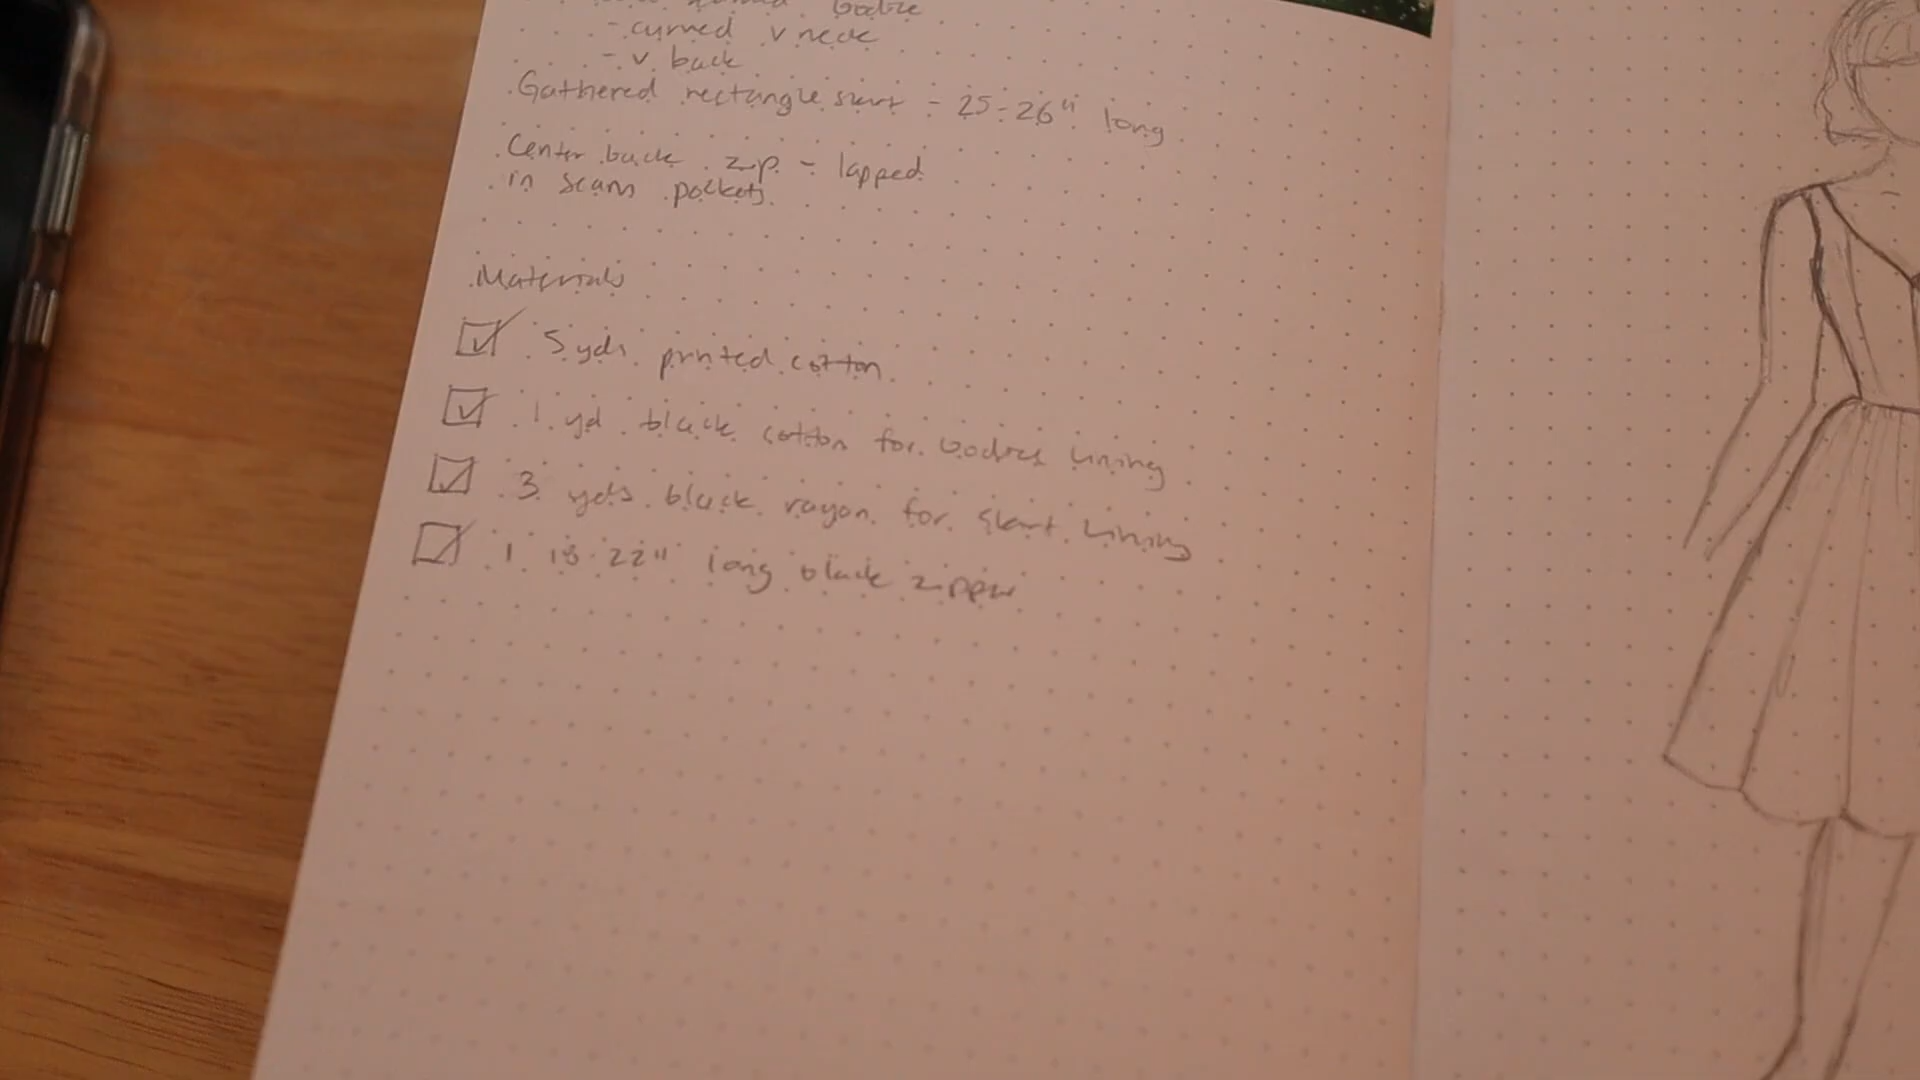 bodice
- curved v neck
- v back
Gathered rectangle skirt - 25-26" long
Center back zip - lapped
in seam pockets
Materials
5 yds printed cotton
1 yd black cotton for bodice lining
3 yds black rayon for skirt lining
1 18-22" long black zipper